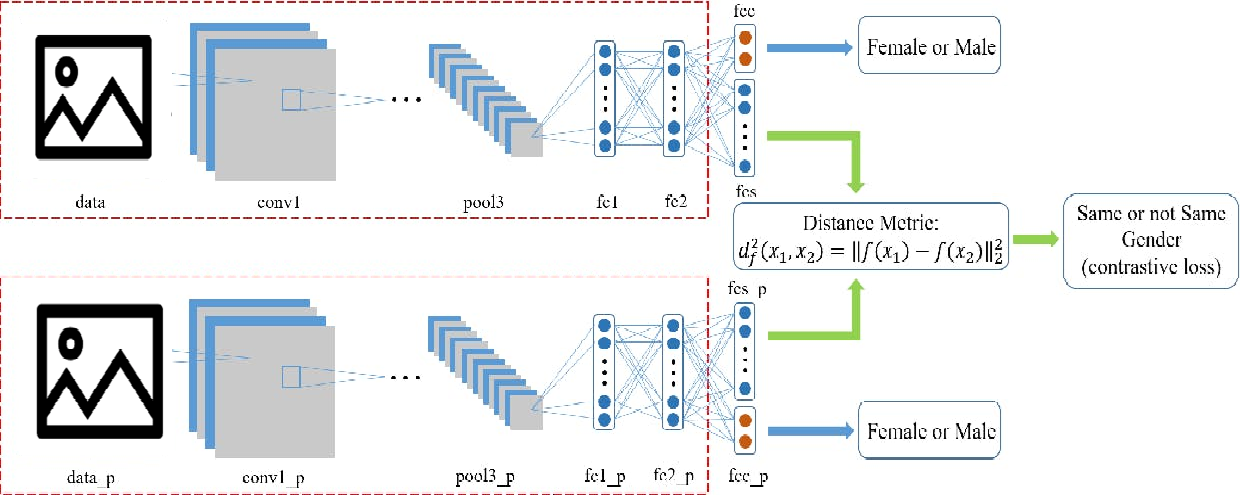 fcc
Female or Male
data
conv1
pool3
fc1
fc2
fcs
Distance Metric:
d_f^2(x_1, x_2) = ‖f(x_1) − f(x_2)‖_2^2
Same or not Same
Gender
(contrastive loss)
fcs_p
Female or Male
data_p
conv1_p
pool3_p
fc1_p
fc2_p
fcc_p